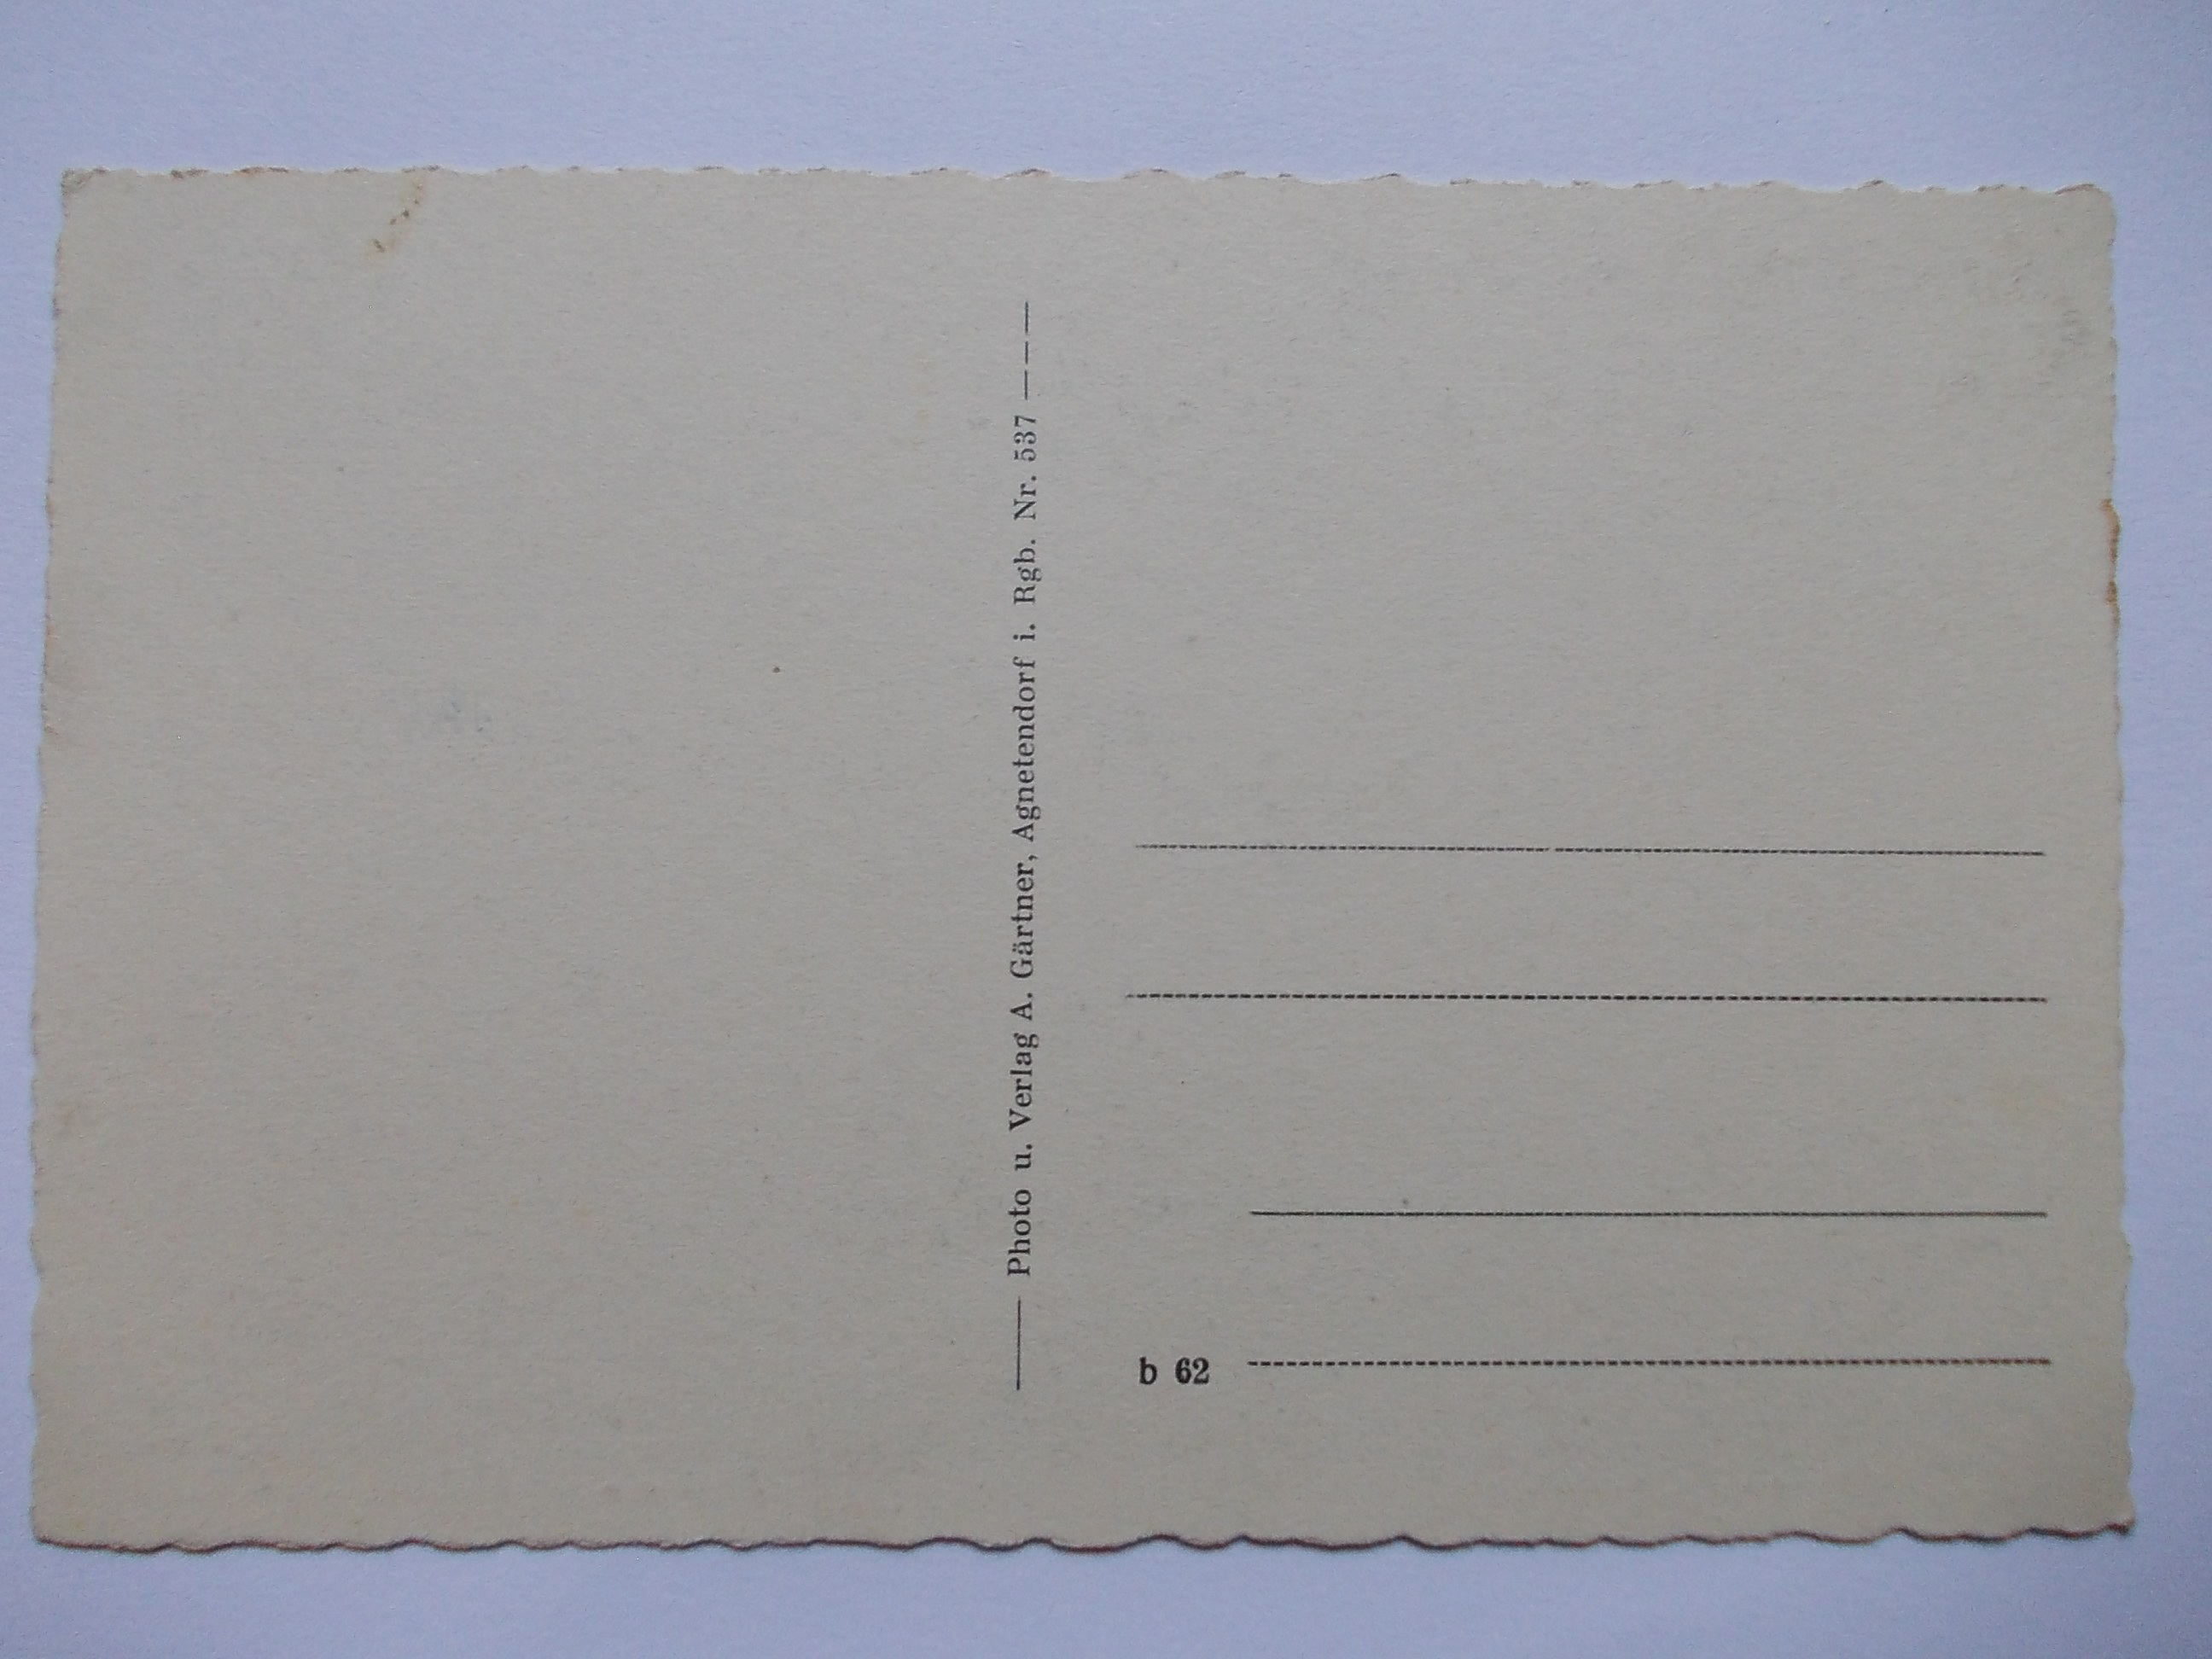 Photo u. Verlag A. Gärtner, Agnetendorf i. Rgb. Nr. 537
b 62